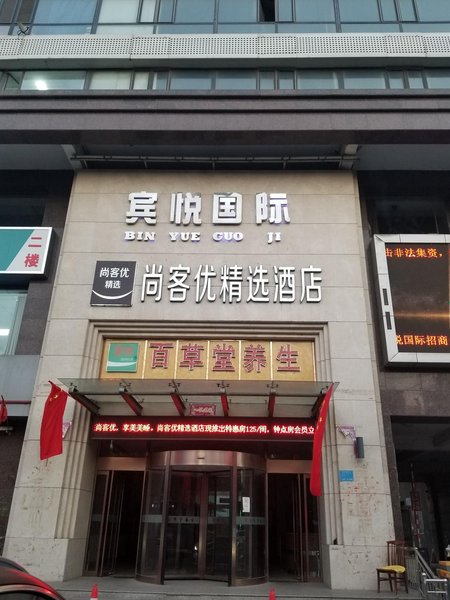 宾悦国际
BIN YUE GUO JI
尚客优
精选
尚客优精选酒店
百草堂养生
尚客优，享美美睡，尚客优精选酒店现推出特惠房125/间，钟点房会员立
二楼
击非法集资，
悦国际招商